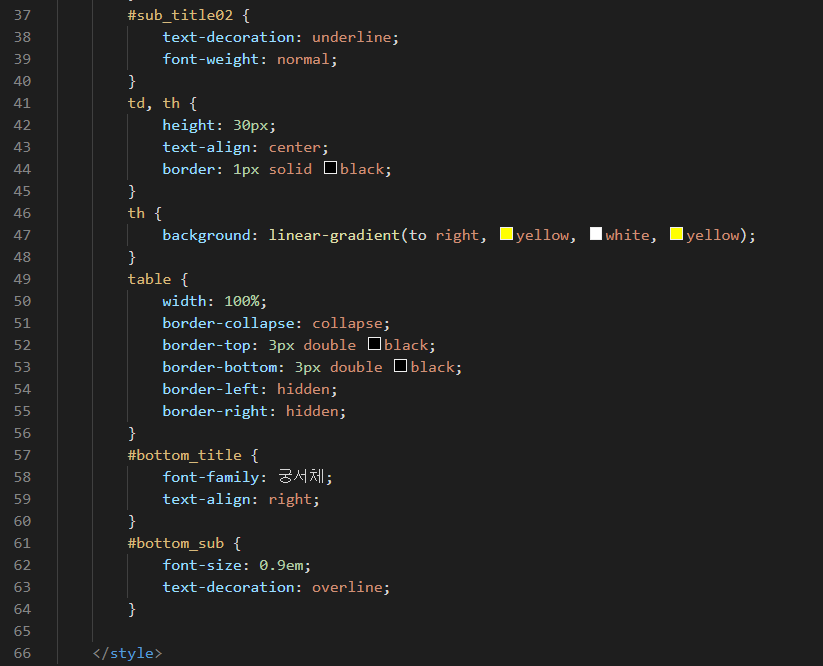 37 #sub_title02 {
38 text-decoration: underline;
39 font-weight: normal;
40 }
41 td, th {
42 height: 30px;
43 text-align: center;
44 border: 1px solid black;
45 }
46 th {
47 background: linear-gradient(to right, yellow, white, yellow);
48 }
49 table {
50 width: 100%;
51 border-collapse: collapse;
52 border-top: 3px double black;
53 border-bottom: 3px double black;
54 border-left: hidden;
55 border-right: hidden;
56 }
57 #bottom_title {
58 font-family: 궁서체;
59 text-align: right;
60 }
61 #bottom_sub {
62 font-size: 0.9em;
63 text-decoration: overline;
64 }
65
66 </style>